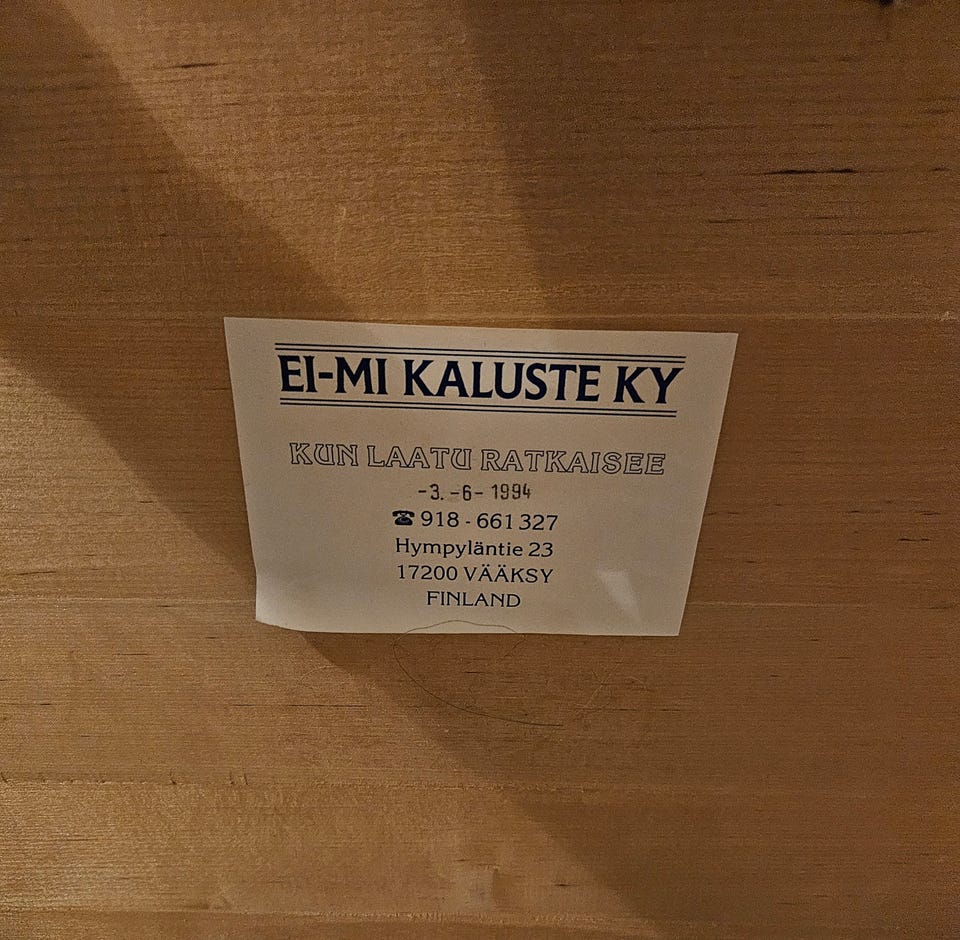 EI-MI KALUSTE KY
KUN LAATU RATKAISEE
-3. -6- 1994
☎ 918 - 661 327
Hympyläntie 23
17200 VÄÄKSY
FINLAND